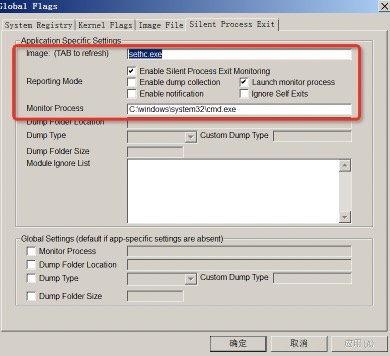 Global Flags
System Registry Kernel Flags Image File Silent Process Exit
Application Specific Settings
Image: (TAB to refresh) sethc.exe
Enable Silent Process Exit Monitoring
Reporting Mode Enable dump collection Launch monitor process
Enable notification Ignore Self Exits
Monitor Process C:\windows\system32\cmd.exe
Dump Folder Location
Dump Type Custom Dump Type
Dump Folder Size
Module Ignore List
Global Settings (default if app-specific settings are absent)
Monitor Process
Dump Folder Location
Dump Type Custom Dump Type
Dump Folder Size
确定 取消 应用(A)